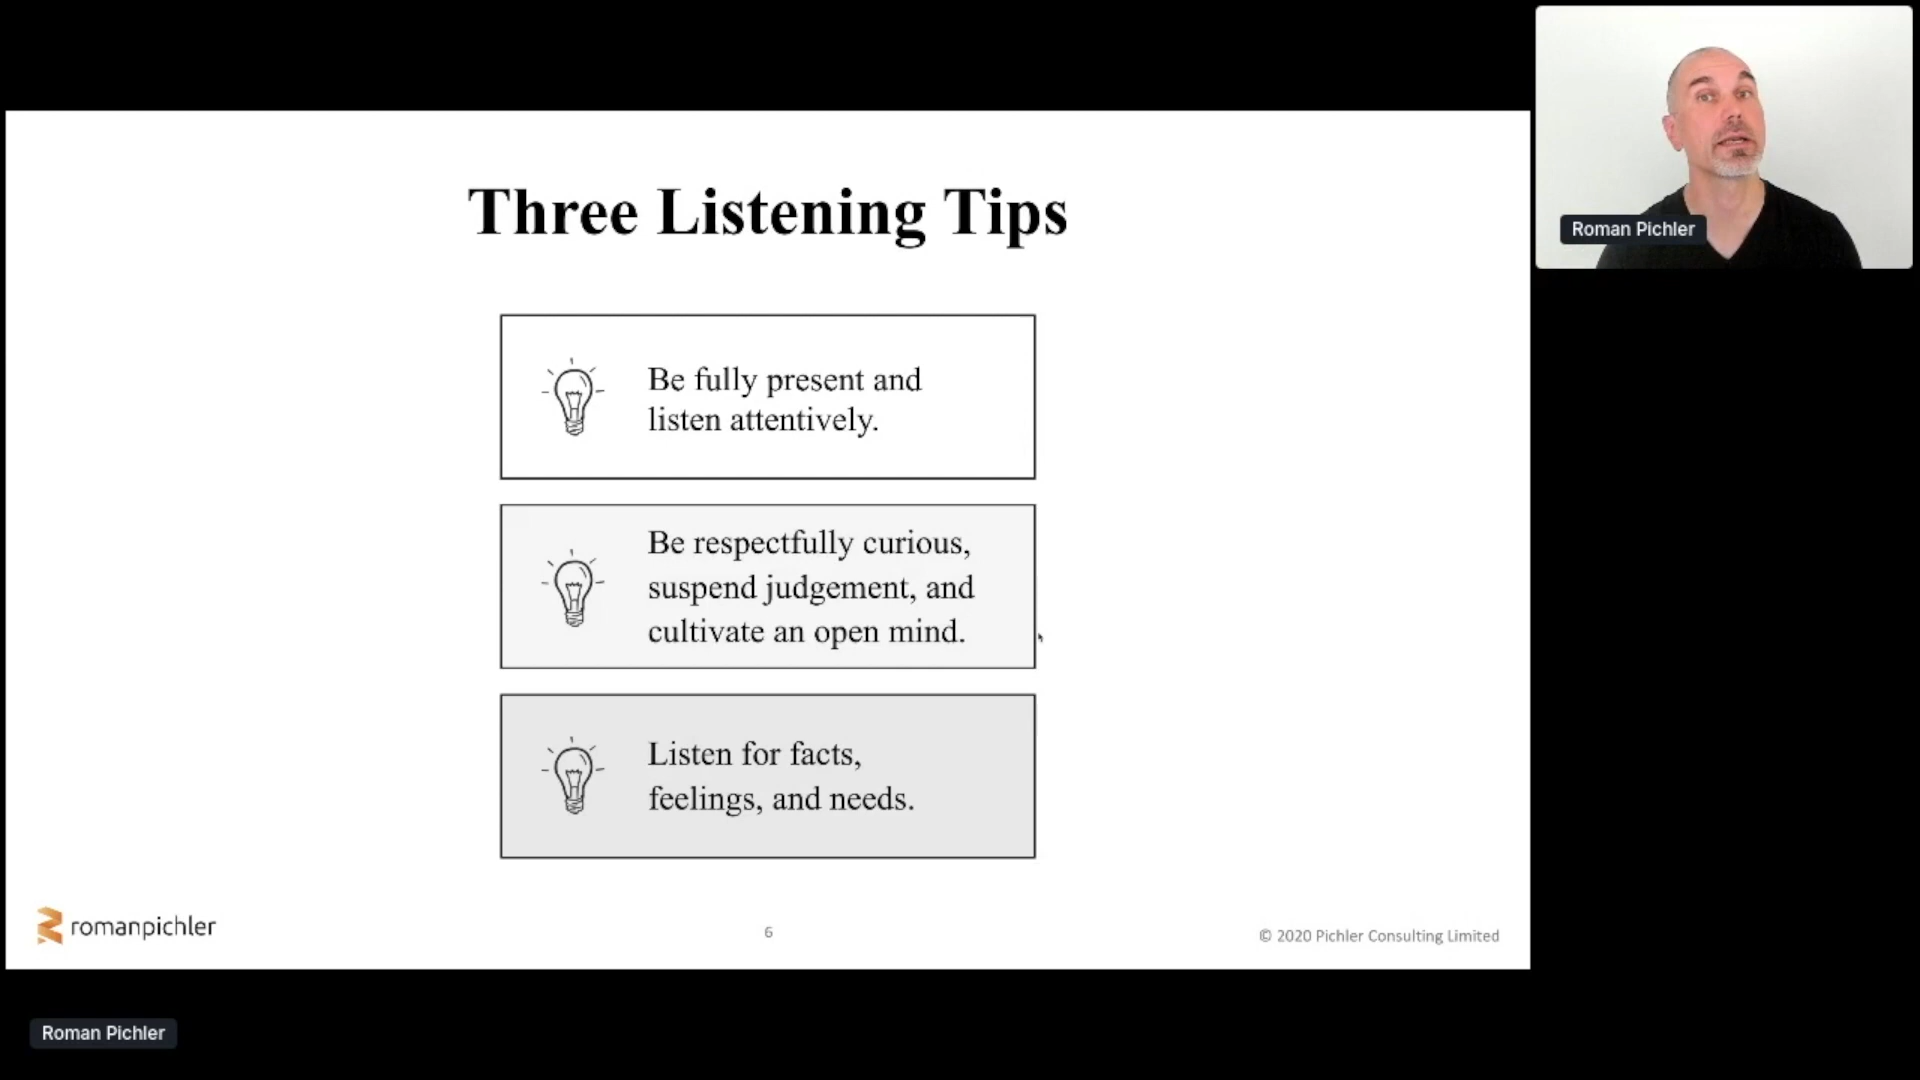 Three Listening Tips
Be fully present and
listen attentively.
Be respectfully curious,
suspend judgement, and
cultivate an open mind.
Listen for facts,
feelings, and needs.
romanpichler
6
© 2020 Pichler Consulting Limited
Roman Pichler
Roman Pichler